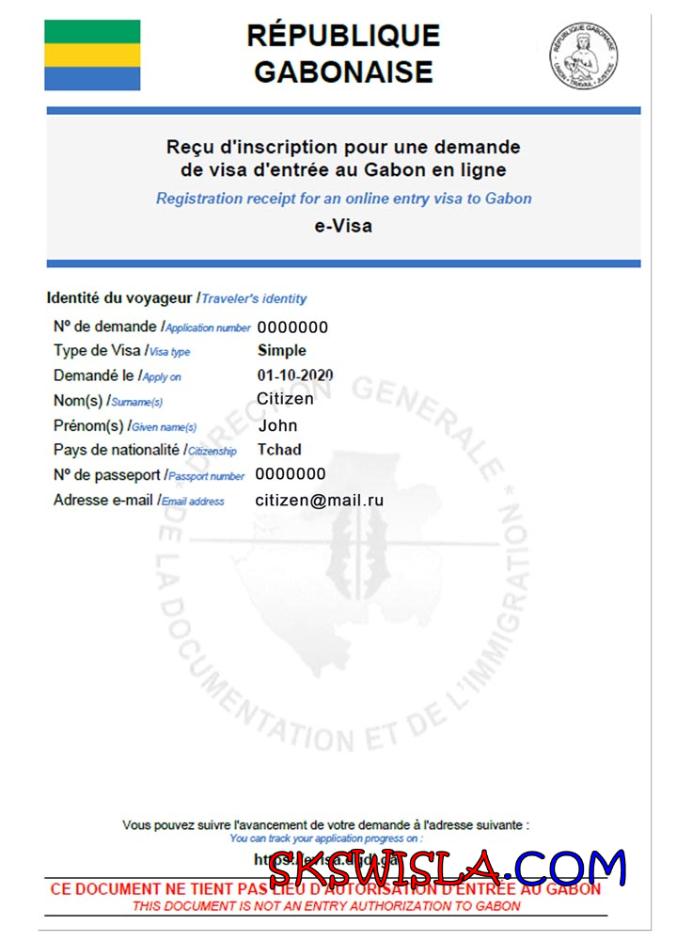 RÉPUBLIQUE
GABONAISE
RÉPUBLIQUE GABONAISE
UNION • TRAVAIL • JUSTICE
Reçu d'inscription pour une demande
de visa d'entrée au Gabon en ligne
Registration receipt for an online entry visa to Gabon
e-Visa
Identité du voyageur /Traveler's identity
Nº de demande /Application number 0000000
Type de Visa /Visa type Simple
Demandé le /Apply on 01-10-2020
Nom(s) /Surname(s) Citizen
Prénom(s) /Given name(s) John
Pays de nationalité /Citizenship Tchad
Nº de passeport /Passport number 0000000
Adresse e-mail /Email address citizen@mail.ru
* DIRECTION GENERALE *
DE LA DOCUMENTATION ET DE L'IMMIGRATION
Vous pouvez suivre l'avancement de votre demande à l'adresse suivante :
You can track your application progress on :
SKSWISLA.COM
CE DOCUMENT NE TIENT PAS LIEU D'AUTORISATION D'ENTRÉE AU GABON
THIS DOCUMENT IS NOT AN ENTRY AUTHORIZATION TO GABON